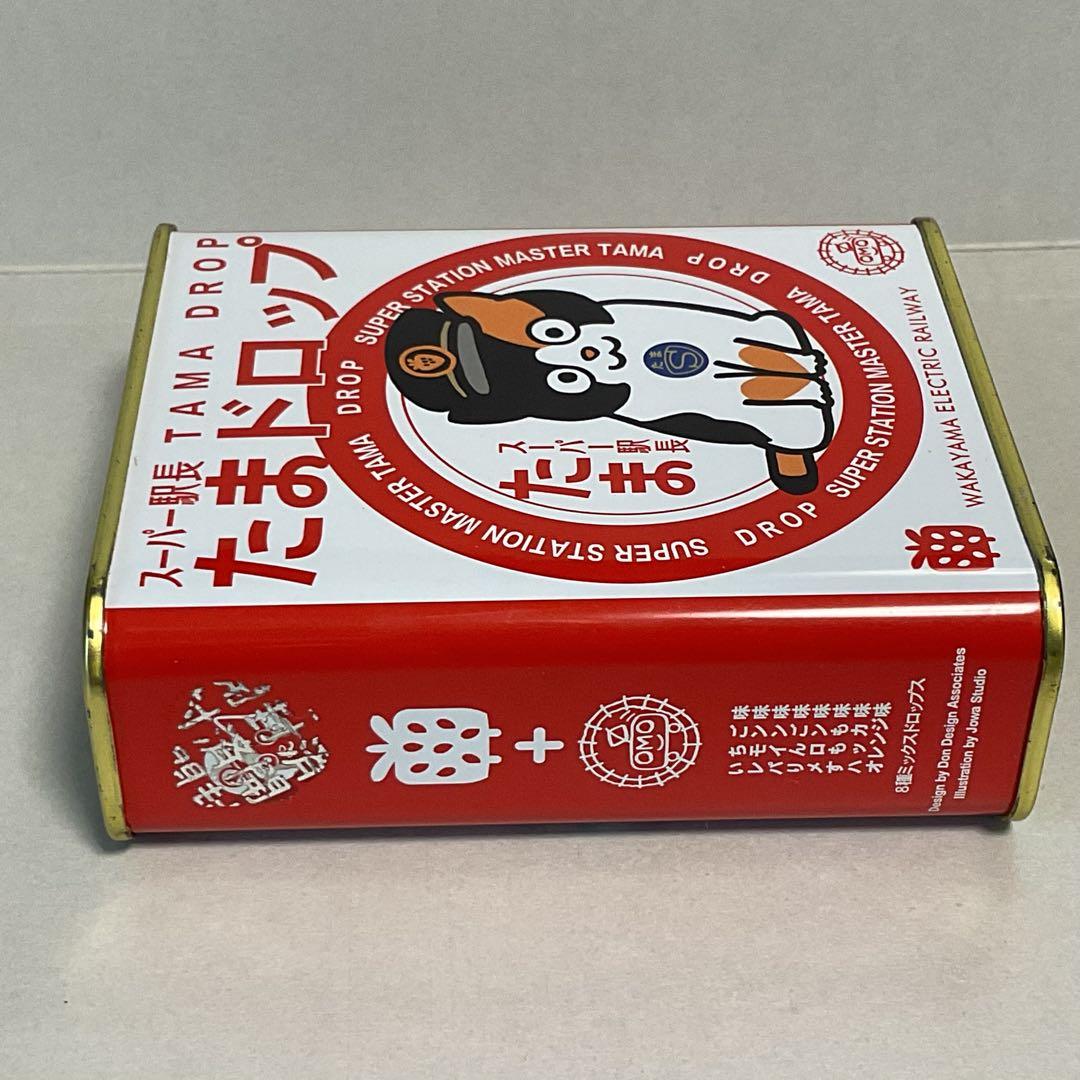 スーパー駅長 TAMA DROP
たまドロップ
SUPER STATION MASTER TAMA DROP
SUPER STATION MASTER TAMA DROP
SUPER STATION MASTER TAMA DROP
たま
S
スーパー駅長
たま
OMO
WAKAYAMA ELECTRIC RAILWAY
+
OMO
いちご味
レモン味
パイン味
りんご味
メロン味
すもも味
ハッカ味
オレンジ味
8種ミックスドロップス
Design by Don Design Associates
Illustration by Jowa Studio